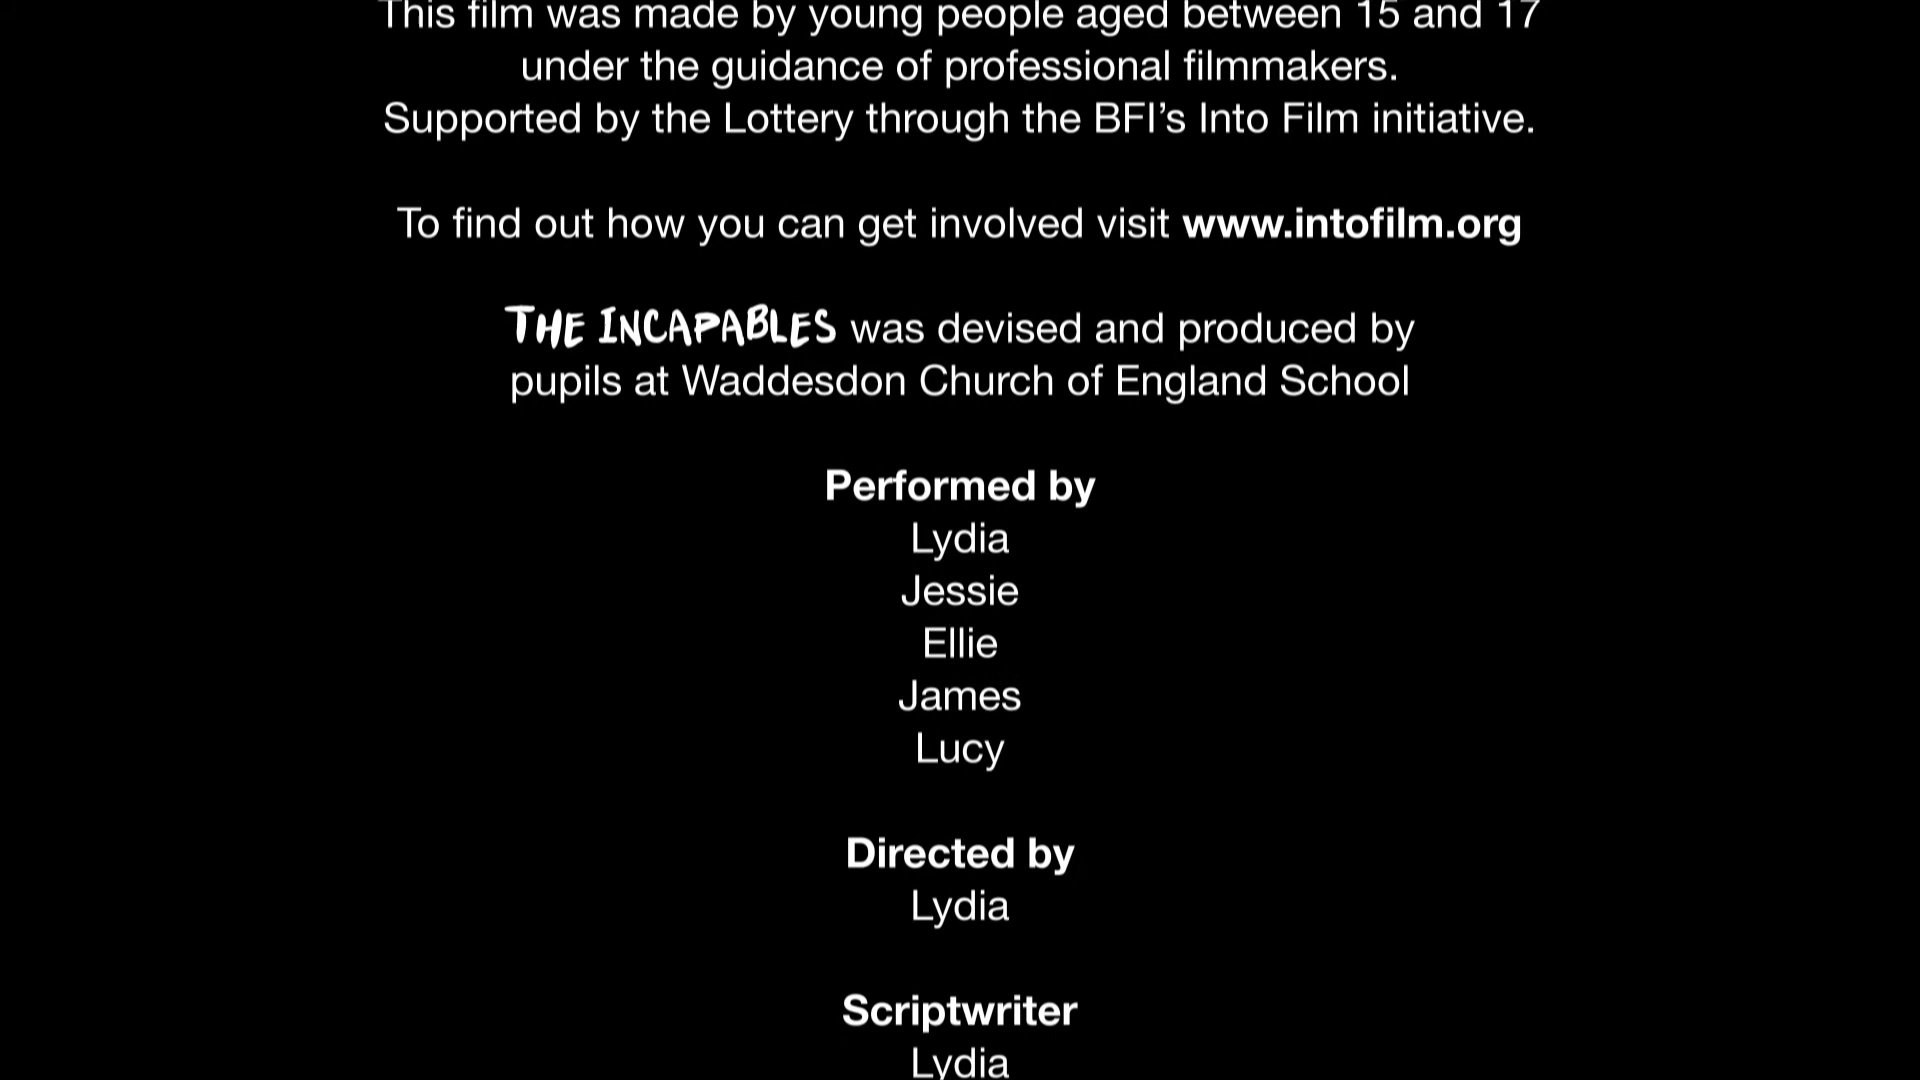 This film was made by young people aged between 15 and 17
under the guidance of professional filmmakers.
Supported by the Lottery through the BFI’s Into Film initiative.
To find out how you can get involved visit www.intofilm.org
THE INCAPABLES was devised and produced by
pupils at Waddesdon Church of England School
Performed by
Lydia
Jessie
Ellie
James
Lucy
Directed by
Lydia
Scriptwriter
Lydia